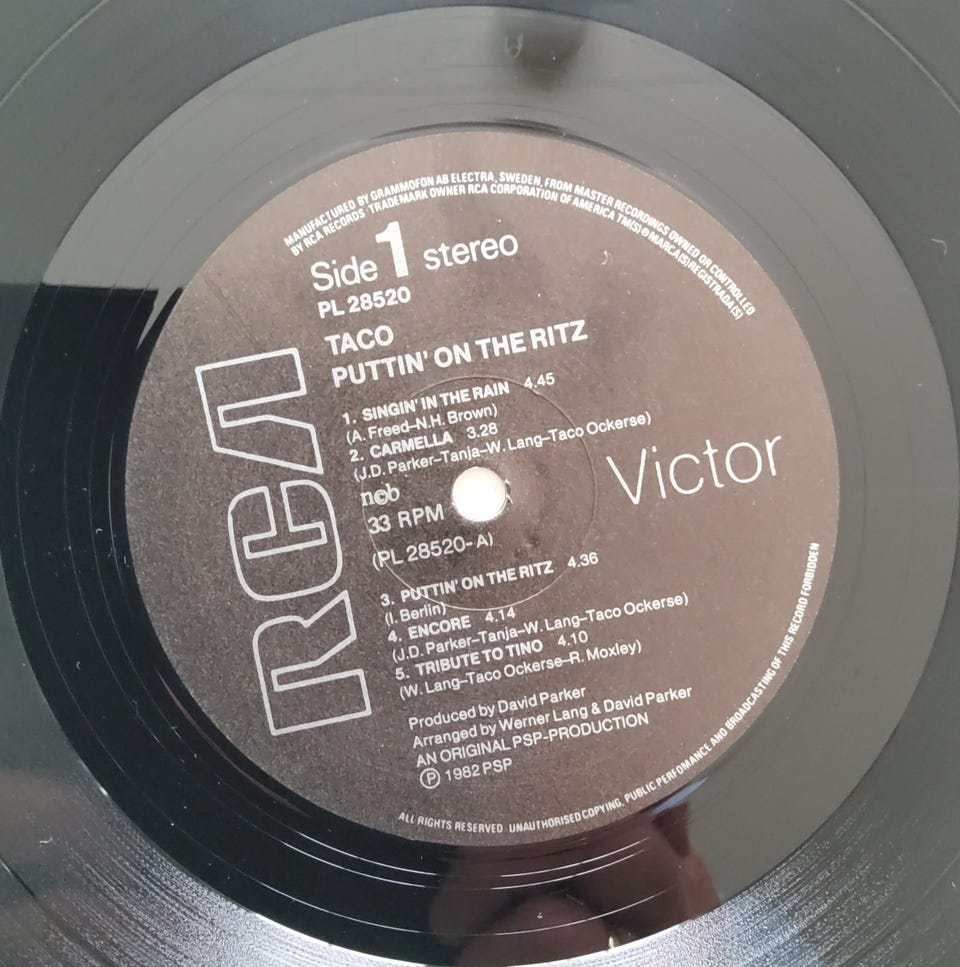 MANUFACTURED BY GRAMMOFON AB ELECTRA, SWEDEN, FROM MASTER RECORDINGS OWNED OR CONTROLLED
BY RCA RECORDS · TRADEMARK OWNER RCA CORPORATION OF AMERICA TM(S) ® MARCA(S) REGISTRADA(S)
Side 1 stereo
PL 28520
TACO
PUTTIN' ON THE RITZ
1. SINGIN' IN THE RAIN 4.45
(A. Freed–N.H. Brown)
2. CARMELLA 3.28
(J.D. Parker–Tanja–W. Lang–Taco Ockerse)
RCA
Victor
ncb
33 RPM
(PL 28520-A)
3. PUTTIN' ON THE RITZ 4.36
(I. Berlin)
4. ENCORE 4.14
(J.D. Parker–Tanja–W. Lang–Taco Ockerse)
5. TRIBUTE TO TINO 4.10
(W. Lang–Taco Ockerse–R. Moxley)
Produced by David Parker
Arranged by Werner Lang & David Parker
AN ORIGINAL PSP-PRODUCTION
℗ 1982 PSP
ALL RIGHTS RESERVED UNAUTHORISED COPYING, PUBLIC PERFOMANCE AND BROADCASTING OF THIS RECORD FORBIDDEN